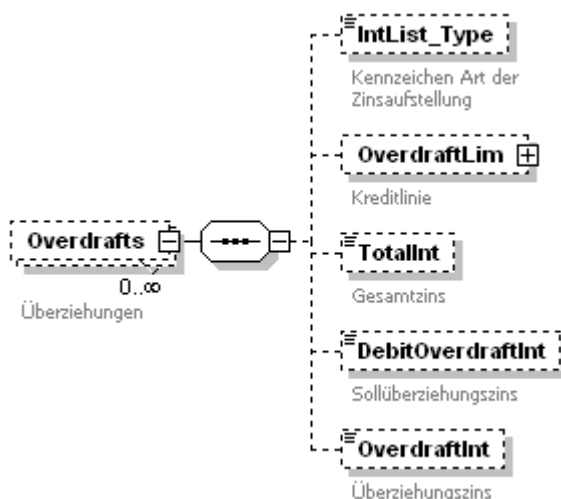 IntList_Type
Kennzeichen Art der
Zinsaufstellung
OverdraftLim
Kreditlinie
Overdrafts
0..∞
Überziehungen
TotalInt
Gesamtzins
DebitOverdraftInt
Sollüberziehungszins
OverdraftInt
Überziehungszins